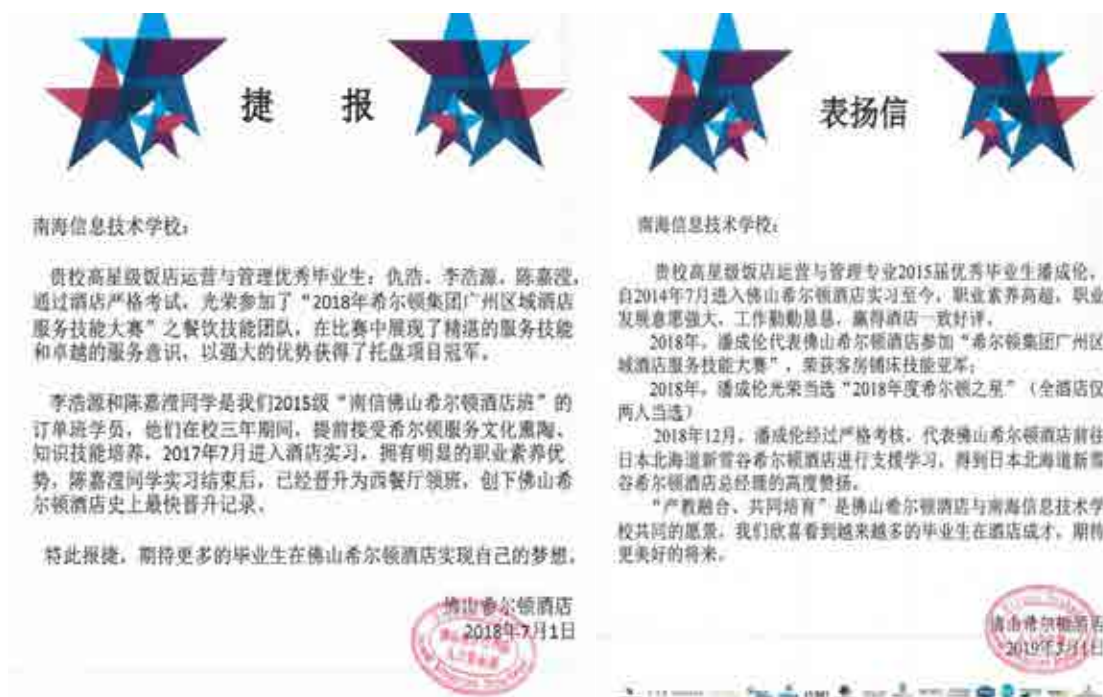 捷 报
南海信息技术学校：
贵校高星级饭店运营与管理优秀毕业生：仇浩、李浩源、陈嘉滢，
通过酒店严格考试，光荣参加了“2018年希尔顿集团广州区域酒店
服务技能大赛”之餐饮技能团队，在比赛中展现了精湛的服务技能
和卓越的服务意识，以强大的优势获得了托盘项目冠军。
李浩源和陈嘉滢同学是我们2015级“南信佛山希尔顿酒店班”的
订单班学员，他们在校三年期间，提前接受希尔顿服务文化熏陶、
知识技能培养，2017年7月进入酒店实习，拥有明显的职业素养优
势，陈嘉滢同学实习结束后，已经晋升为西餐厅领班，创下佛山希
尔顿酒店史上最快晋升记录。
特此报捷，期待更多的毕业生在佛山希尔顿酒店实现自己的梦想。
佛山希尔顿酒店
2018年7月1日
表扬信
南海信息技术学校：
贵校高星级饭店运营与管理专业2015届优秀毕业生潘成伦，
自2014年7月进入佛山希尔顿酒店实习至今，职业素养高超，职业
发现意愿强大，工作勤勤恳恳，赢得酒店一致好评。
2018年，潘成伦代表佛山希尔顿酒店参加“希尔顿集团广州区
域酒店服务技能大赛”，荣获客房铺床技能亚军；
2018年，潘成伦光荣当选“2018年度希尔顿之星”（全酒店仅
两人当选）
2018年12月，潘成伦经过严格考核，代表佛山希尔顿酒店前往
日本北海道新雪谷希尔顿酒店进行支援学习，得到日本北海道新雪
谷希尔顿酒店总经理的高度赞扬。
“产教融合、共同培育”是佛山希尔顿酒店与南海信息技术学
校共同的愿景，我们欣喜看到越来越多的毕业生在酒店成才，期待
更美好的将来。
佛山希尔顿酒店
2019年3月1日